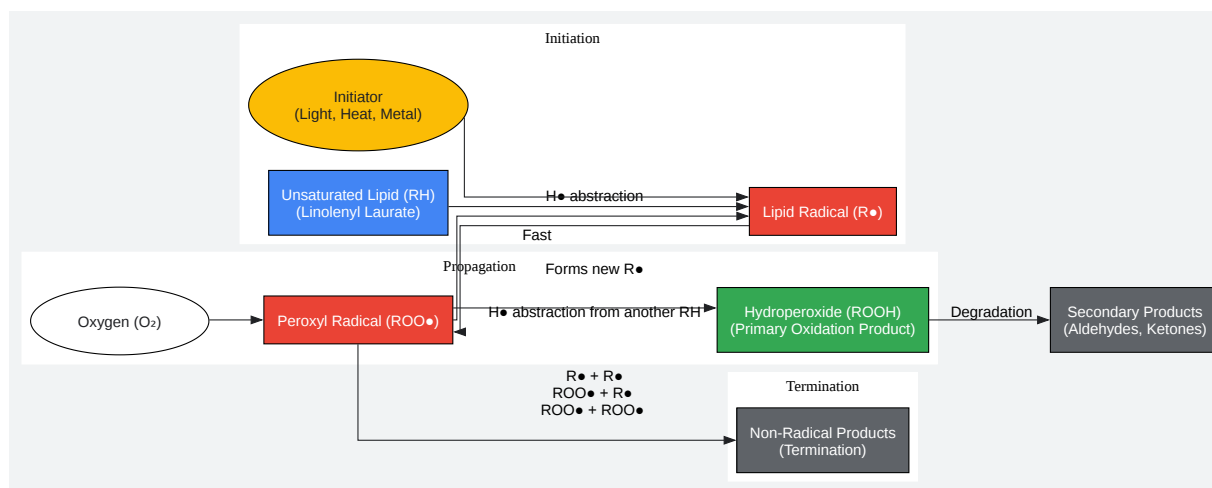 Initiation
Initiator
(Light, Heat, Metal)
Unsaturated Lipid (RH)
(Linolenyl Laurate)
H● abstraction
Lipid Radical (R●)
Fast
Propagation
Forms new R●
Oxygen (O₂)
Peroxyl Radical (ROO●)
H● abstraction from another RH
Hydroperoxide (ROOH)
(Primary Oxidation Product)
Degradation
Secondary Products
(Aldehydes, Ketones)
R● + R●
ROO● + R●
ROO● + ROO●
Termination
Non-Radical Products
(Termination)